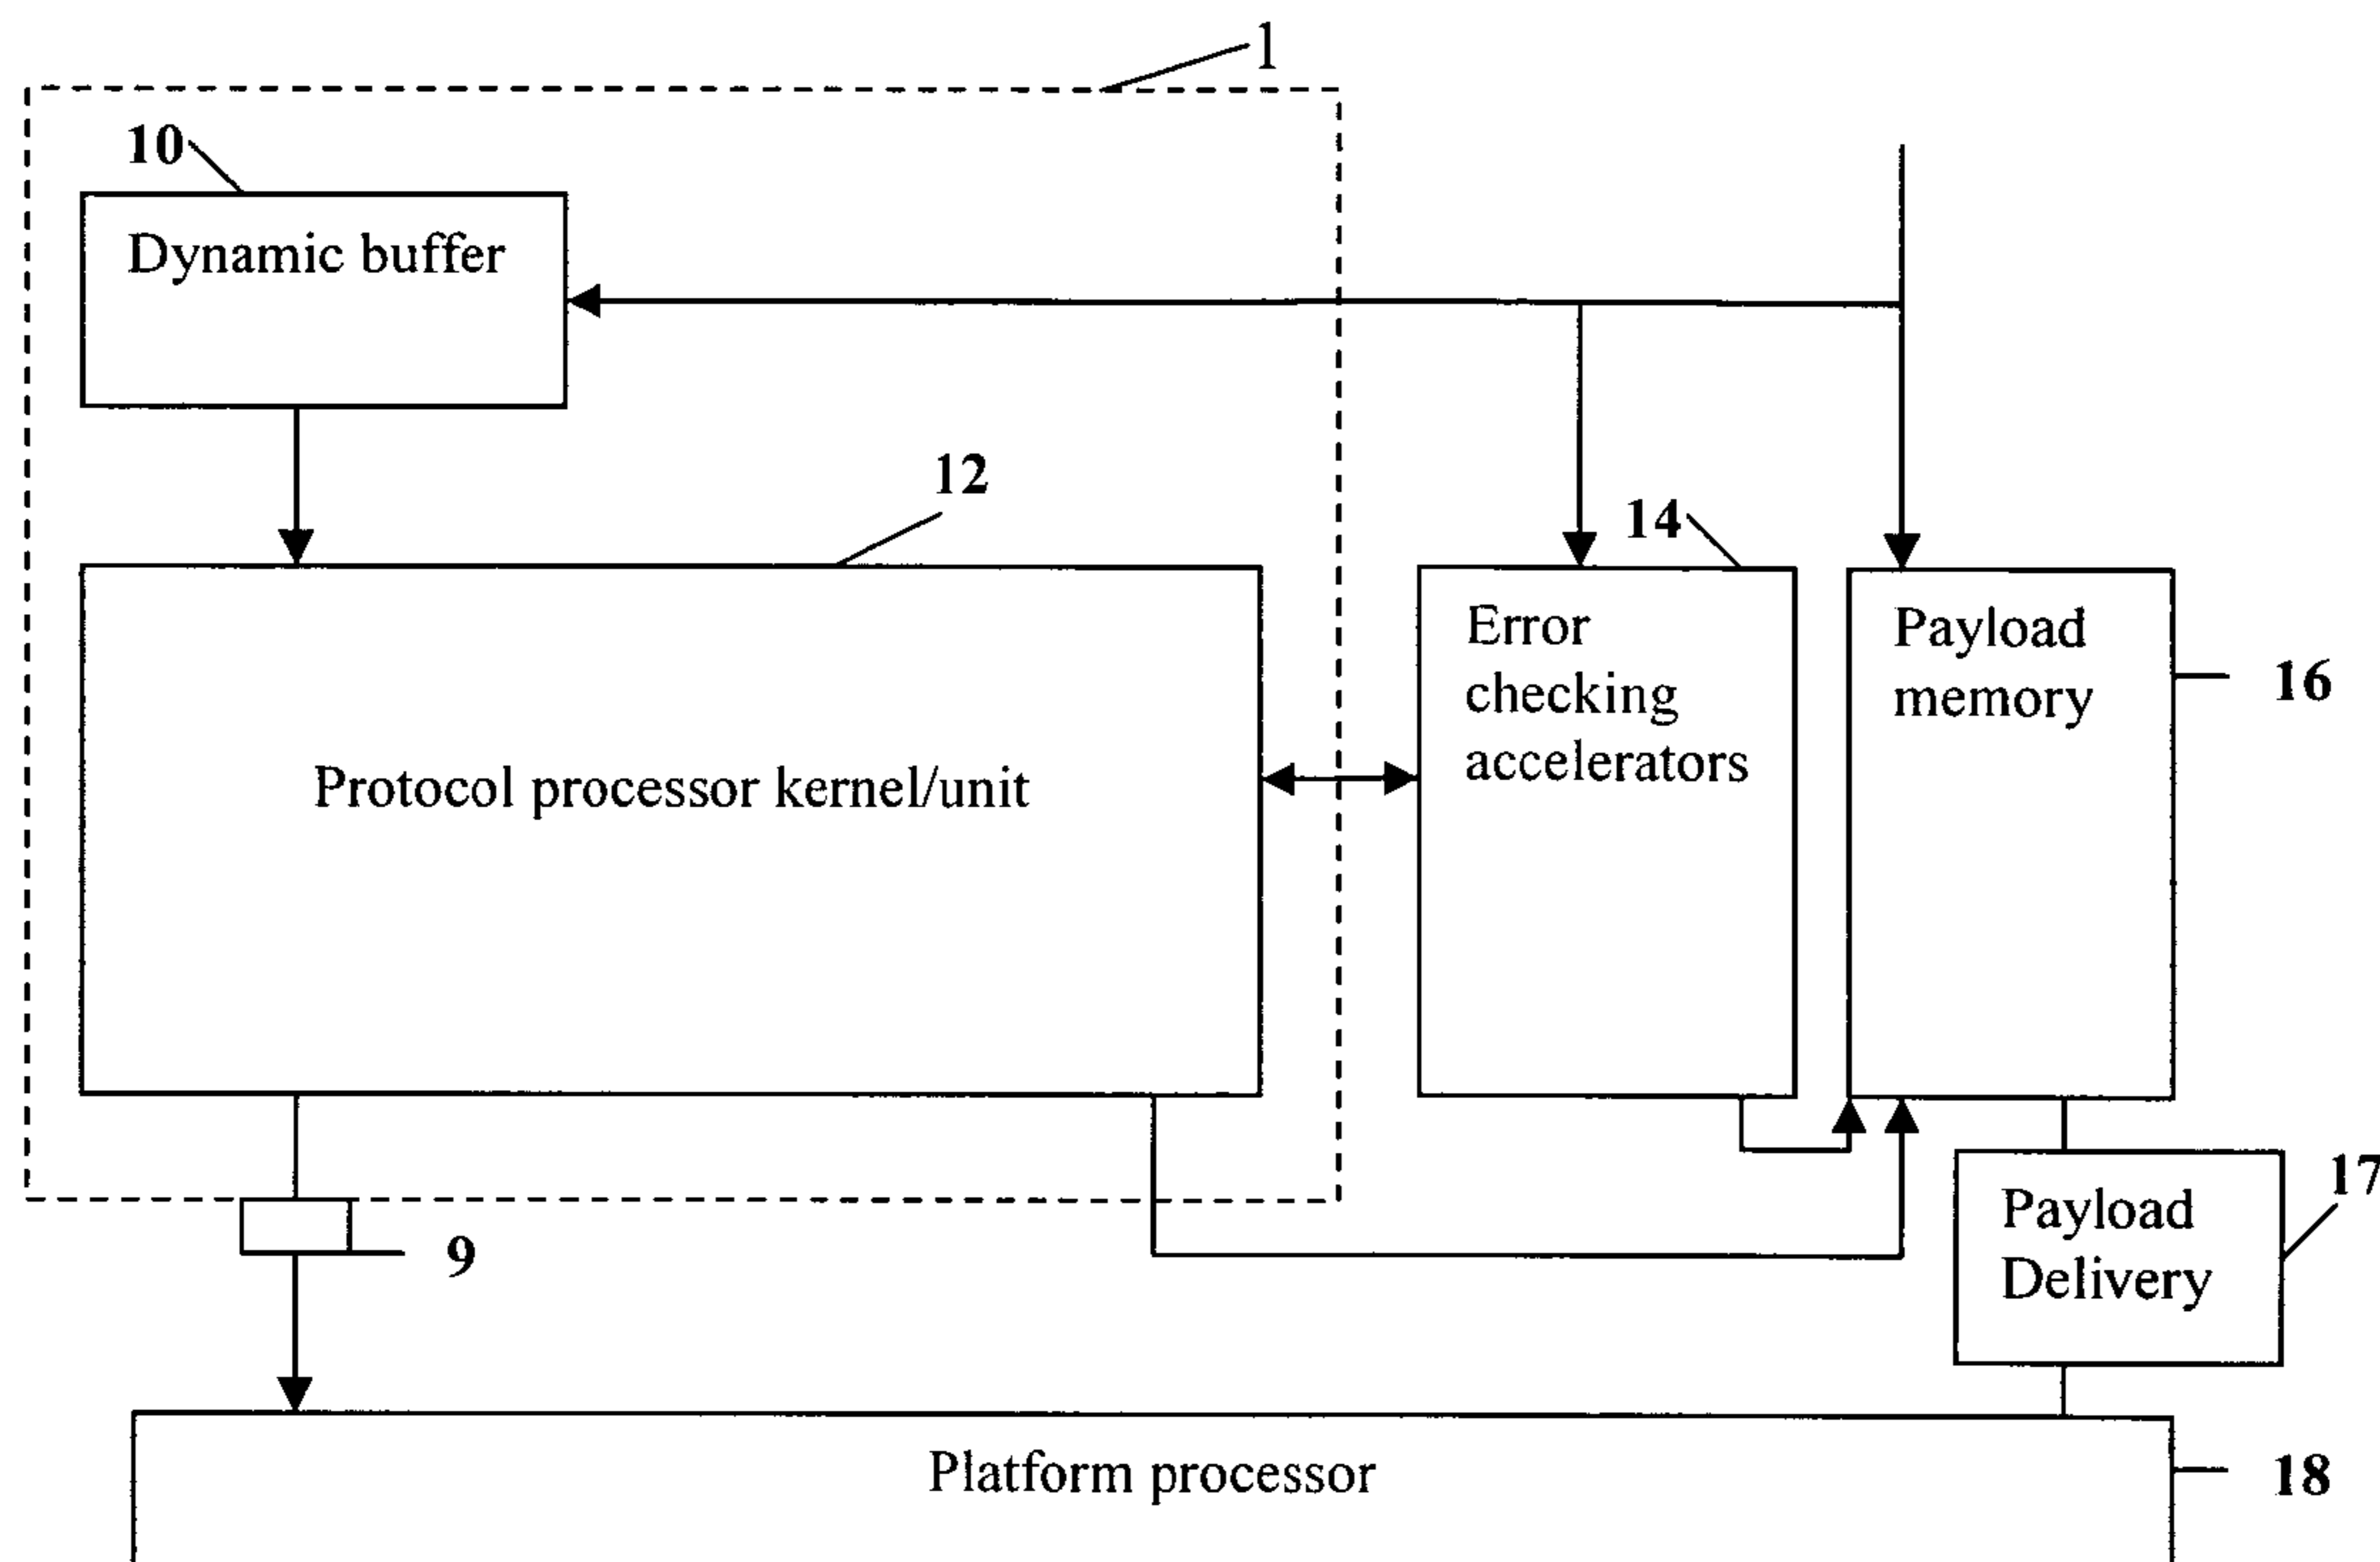 1
10
Dynamic buffer
12
Protocol processor kernel/unit
14
Error
checking
accelerators
Payload
memory
16
17
Payload
Delivery
9
Platform processor
18